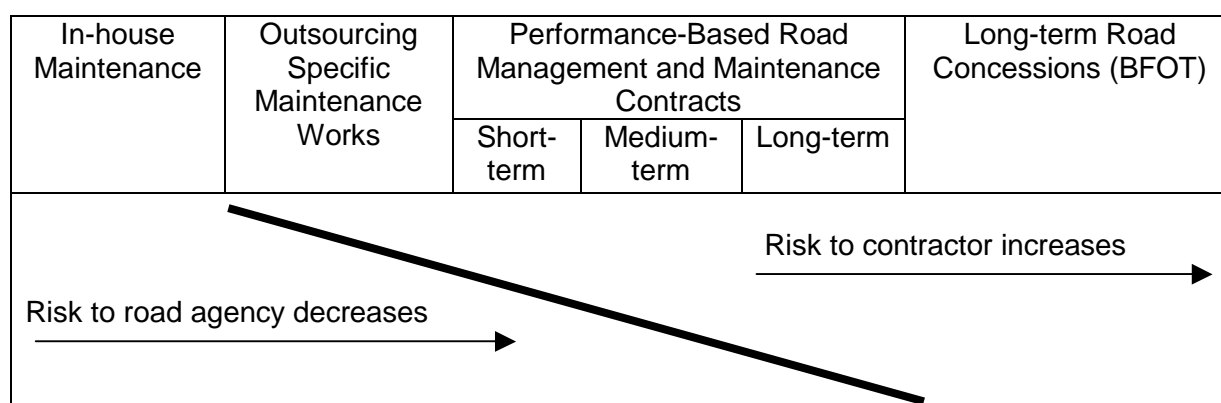 In-house
Maintenance
Outsourcing
Specific
Maintenance
Works
Performance-Based Road
Management and Maintenance
Contracts
Short-
term
Medium-
term
Long-term
Long-term Road
Concessions (BFOT)
Risk to contractor increases
Risk to road agency decreases